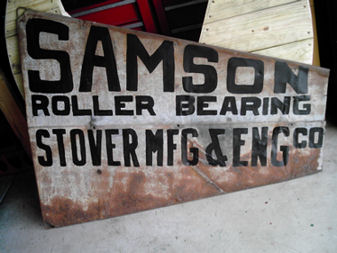 SAMSON
ROLLER BEARING
STOVER MFG & ENG CO